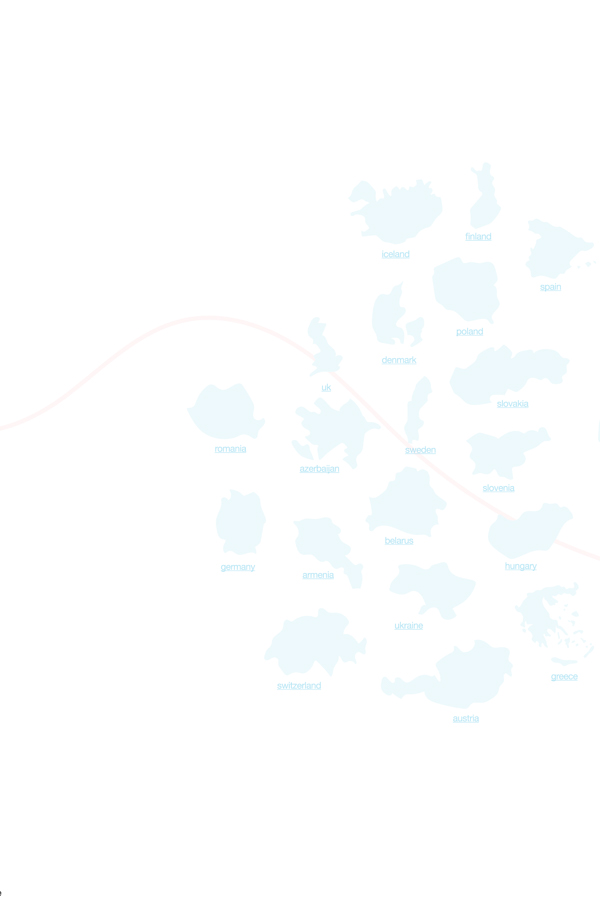 finland
iceland
spain
poland
denmark
uk
slovakia
romania
sweden
azerbaijan
slovenia
belarus
germany
armenia
hungary
ukraine
greece
switzerland
austria
e